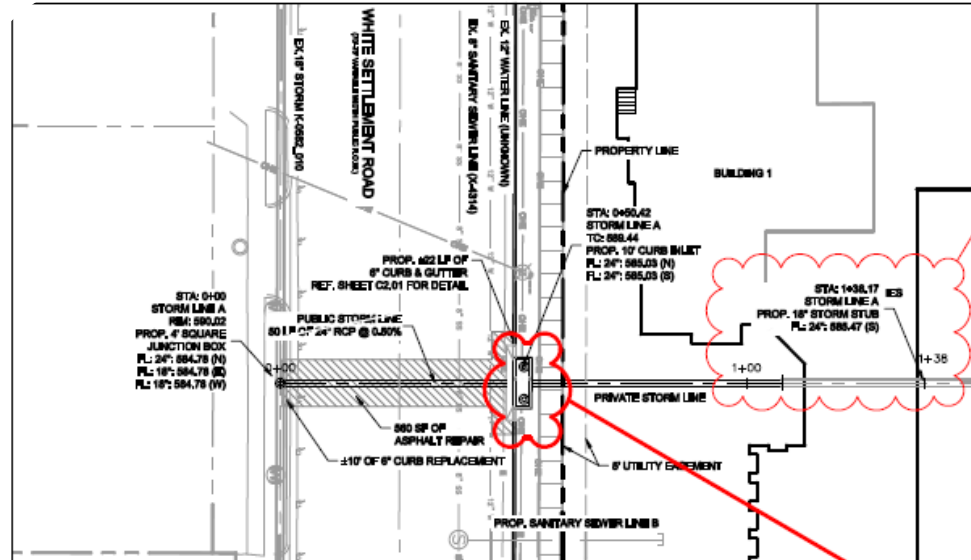 EX.18" STORM K-0582_010
WHITE SETTLEMENT ROAD
EX. 8" SANITARY SEWER LINE (X-4314)
EX. 12" WATER LINE (UNKNOWN)
PROPERTY LINE
BUILDING 1
STA: 0+50.42
STORM LINE A
TC: 589.44
PROP. 10' CURB INLET
FL: 24": 585.03 (N)
FL: 24": 585.03 (S)
PROP. ±22 LF OF
6" CURB & GUTTER
REF. SHEET C2.01 FOR DETAIL
STA: 0+00
STORM LINE A
RIM: 590.02
PROP. 4' SQUARE
JUNCTION BOX
FL: 24": 584.78 (N)
FL: 18": 584.78 (E)
FL: 18": 584.78 (W)
PUBLIC STORM LINE
50 LF OF 24" RCP @ 0.50%
STA: 1+38.17
STORM LINE A
PROP. 18" STORM STUB
FL: 24": 585.47 (S)
IES
0+00
1+00
1+38
PRIVATE STORM LINE
560 SF OF
ASPHALT REPAIR
±10' OF 6" CURB REPLACEMENT
5' UTILITY EASEMENT
PROP. SANITARY SEWER LINE B